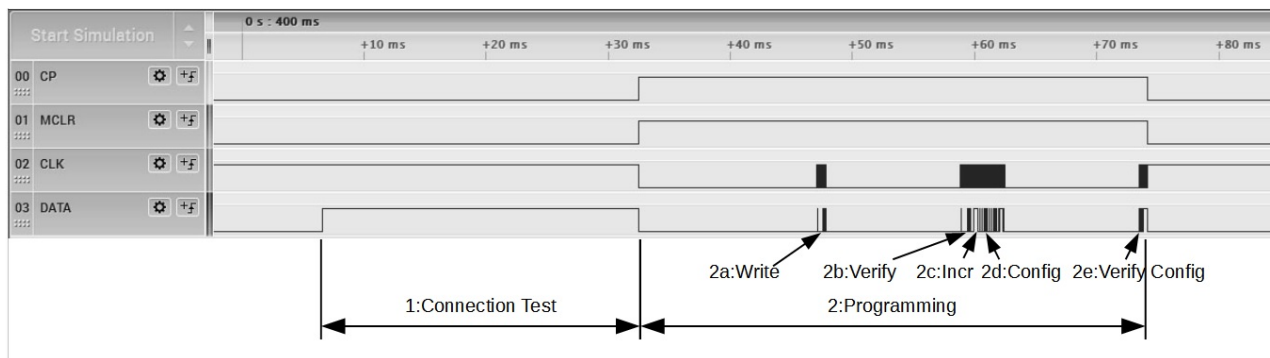 Start Simulation
0 s : 400 ms
+10 ms +20 ms +30 ms +40 ms +50 ms +60 ms +70 ms +80 ms
00 CP
01 MCLR
02 CLK
03 DATA
2a:Write 2b:Verify 2c:Incr 2d:Config 2e:Verify Config
1:Connection Test 2:Programming